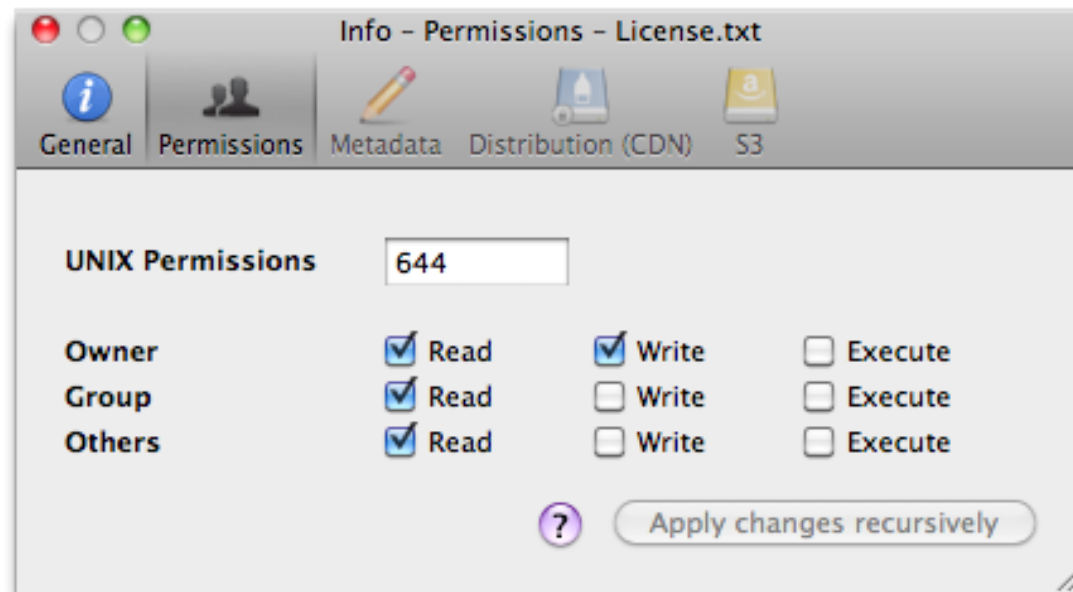 Info – Permissions – License.txt
General Permissions Metadata Distribution (CDN) S3
UNIX Permissions 644
Owner Read Write Execute
Group Read Write Execute
Others Read Write Execute
? Apply changes recursively